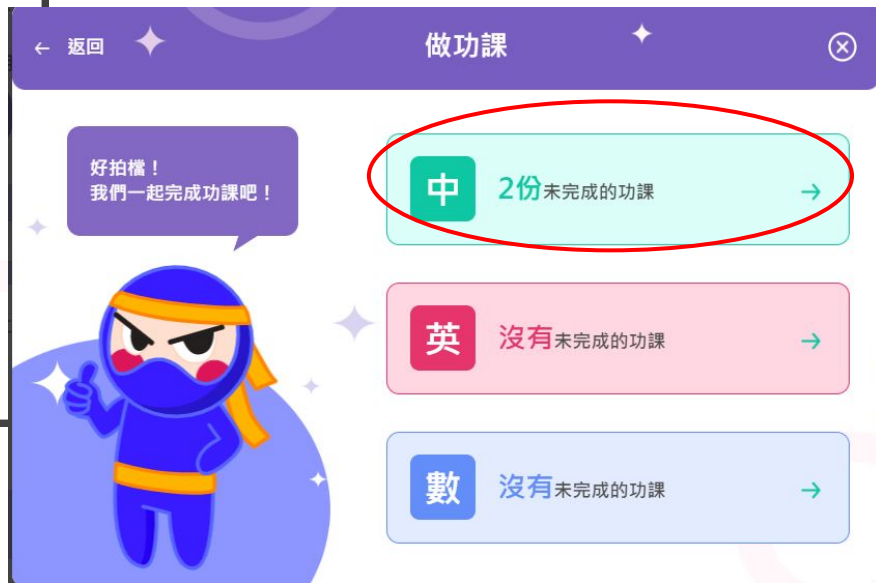 ← 返回
做功課
好拍檔！
我們一起完成功課吧！
中 2份未完成的功課 →
英 沒有未完成的功課 →
數 沒有未完成的功課 →